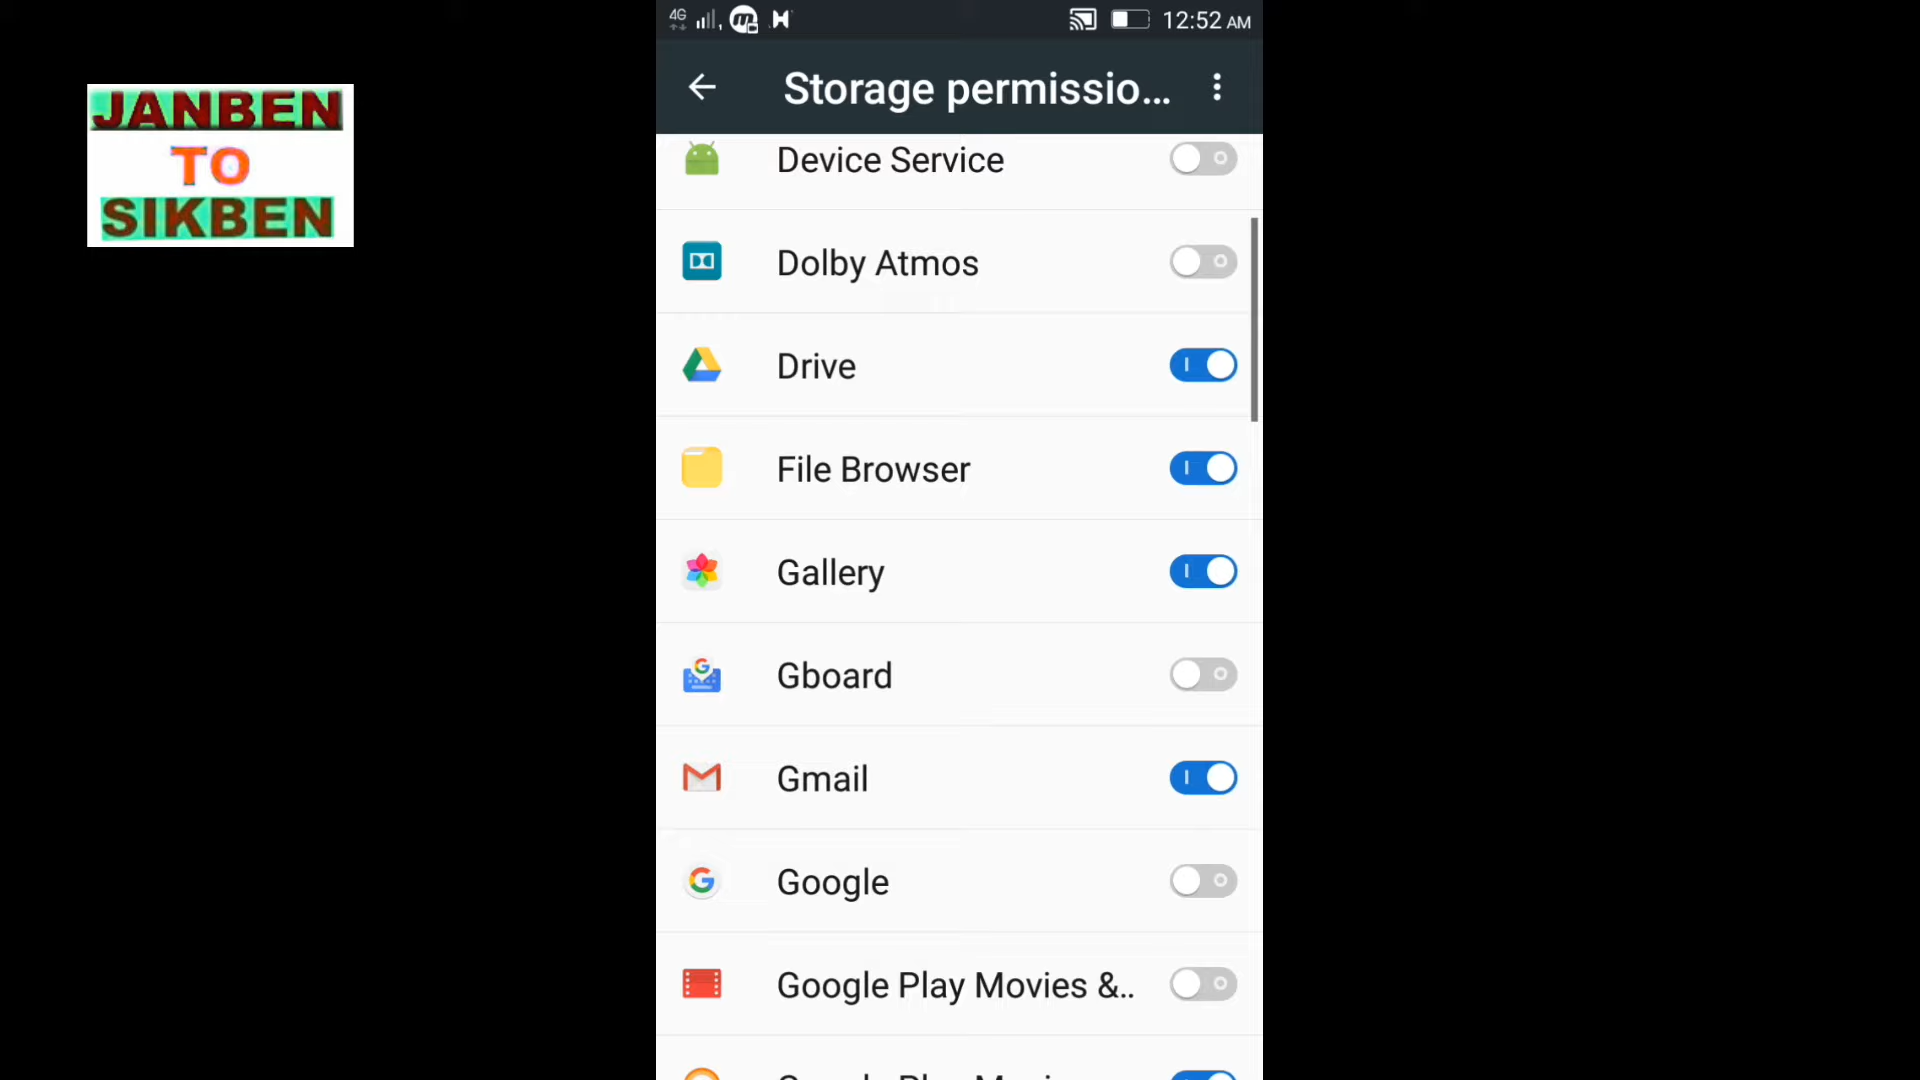 JANBEN
TO
SIKBEN
4G
12:52 AM
Storage permissio...
Device Service
Dolby Atmos
Drive
File Browser
Gallery
Gboard
Gmail
Google
Google Play Movies &..